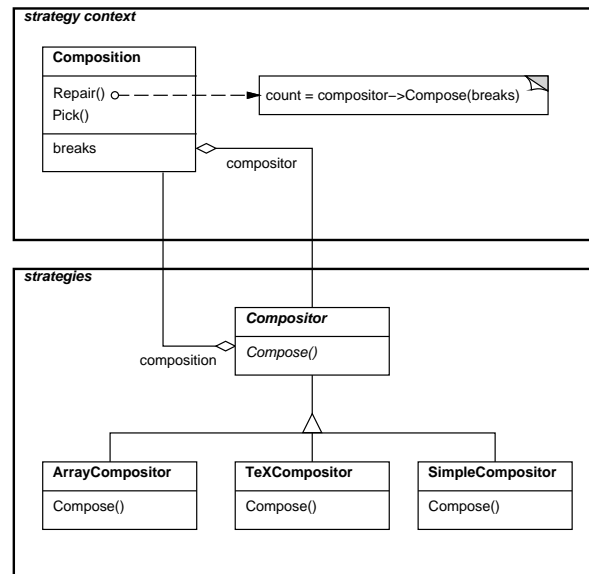 strategy context
Composition
Repair()
count = compositor−>Compose(breaks)
Pick()
breaks
compositor
strategies
Compositor
Compose()
composition
ArrayCompositor
TeXCompositor
SimpleCompositor
Compose()
Compose()
Compose()